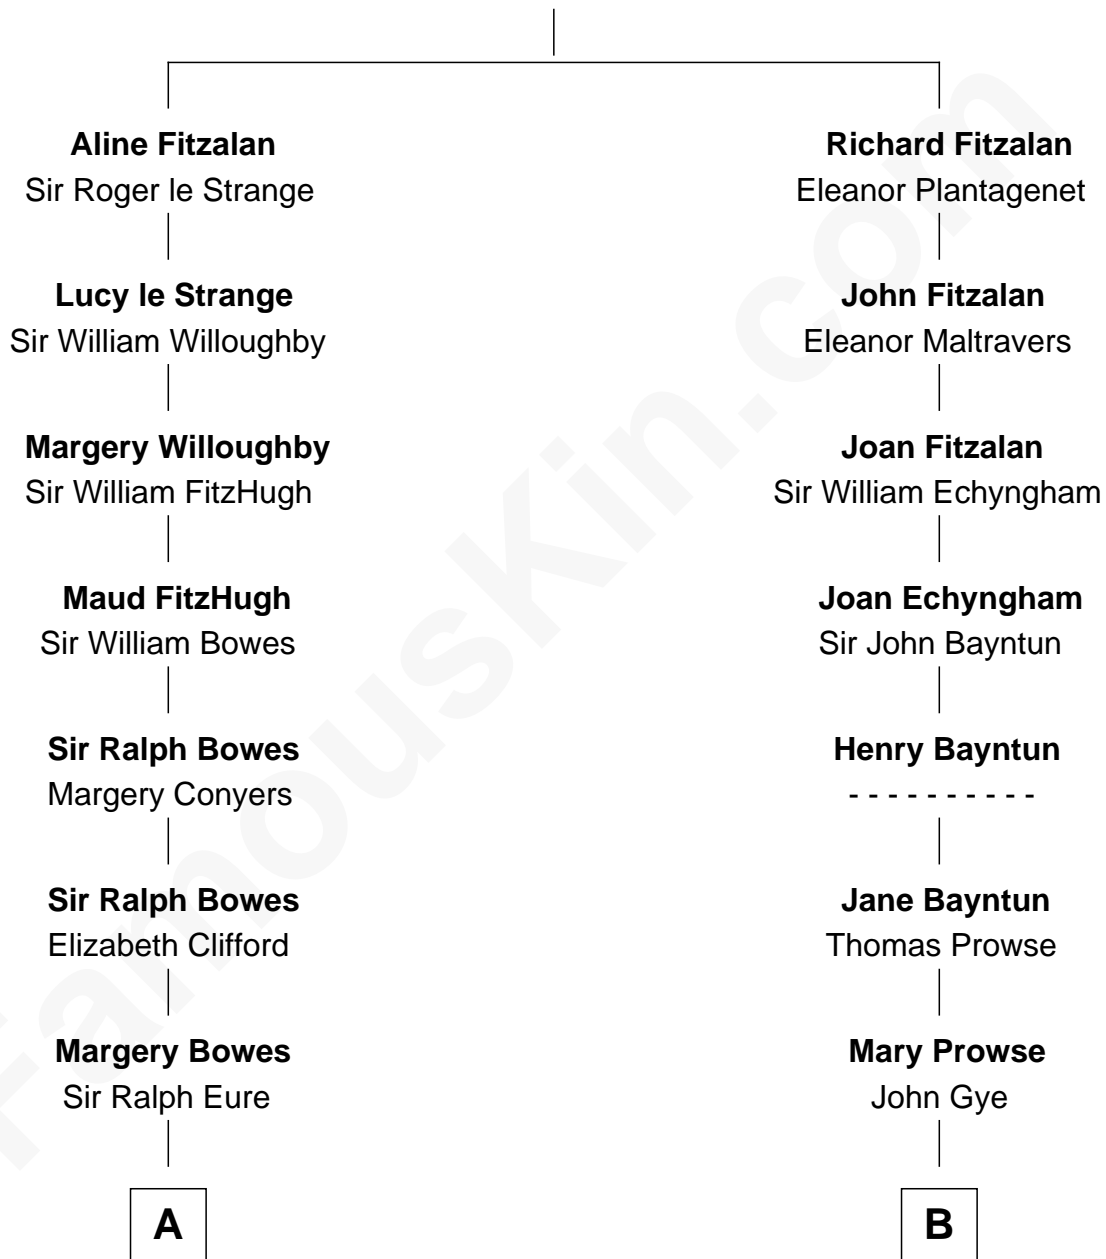 Aline Fitzalan
Sir Roger le Strange
Lucy le Strange
Sir William Willoughby
Margery Willoughby
Sir William FitzHugh
Maud FitzHugh
Sir William Bowes
Sir Ralph Bowes
Margery Conyers
Sir Ralph Bowes
Elizabeth Clifford
Margery Bowes
Sir Ralph Eure
A
Richard Fitzalan
Eleanor Plantagenet
John Fitzalan
Eleanor Maltravers
Joan Fitzalan
Sir William Echyngham
Joan Echyngham
Sir John Bayntun
Henry Bayntun
- - - - - - - - - -
Jane Bayntun
Thomas Prowse
Mary Prowse
John Gye
B
FamousKin.com